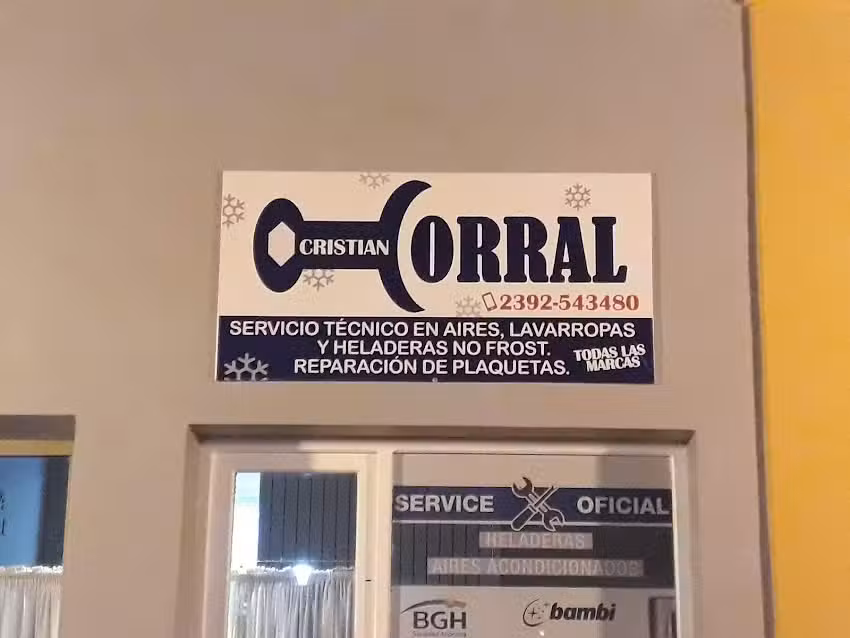 CRISTIAN CORRAL
2392-543480
SERVICIO TÉCNICO EN AIRES, LAVARROPAS
Y HELADERAS NO FROST.
REPARACIÓN DE PLAQUETAS.
TODAS LAS
MARCAS
SERVICE OFICIAL
HELADERAS
AIRES ACONDICIONADOS
BGH
bambi